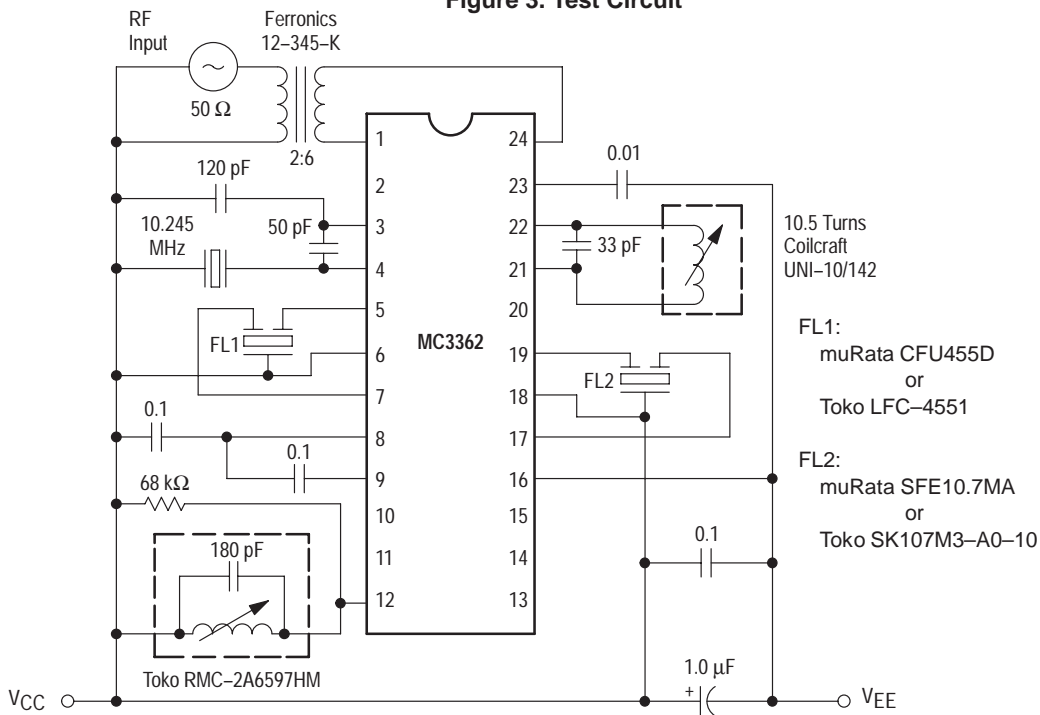 Figure 3. Test Circuit
RF
Input
Ferronics
12–345–K
50 Ω
2:6
1
24
120 pF
2
23
0.01
10.245
MHz
50 pF
3
22
33 pF
10.5 Turns
Coilcraft
UNI–10/142
4
21
5
20
FL1
6
MC3362
19
FL2
7
18
FL1:
muRata CFU455D
or
Toko LFC–4551
0.1
8
17
0.1
9
16
FL2:
muRata SFE10.7MA
or
Toko SK107M3–A0–10
68 kΩ
10
15
180 pF
11
14
0.1
12
13
Toko RMC–2A6597HM
1.0 µF
+
VCC
VEE